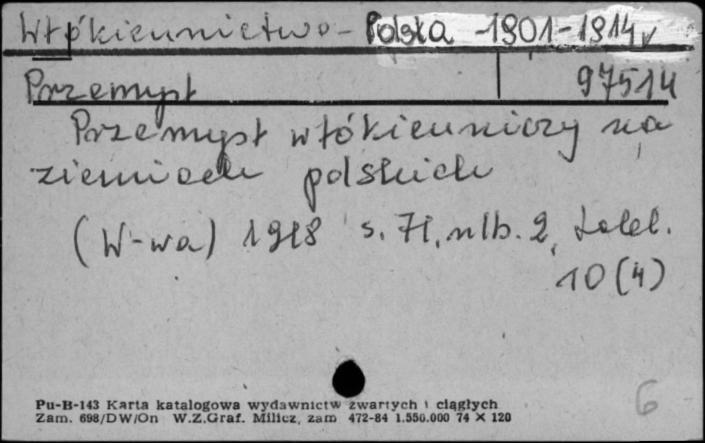 Włókiennictwo - Polska - 1801-1914
Przemysł 97514
Przemysł włókienniczy na
ziemiach polskich
(W-wa) 1918 s. 71, nlb. 2, tabl.
10(4)
6
Pu-B-143 Karta katalogowa wydawnictw zwartych i ciągłych
Zam. 698/DW/On W.Z.Graf. Milicz, zam 472-84 1.550.000 74 X 120